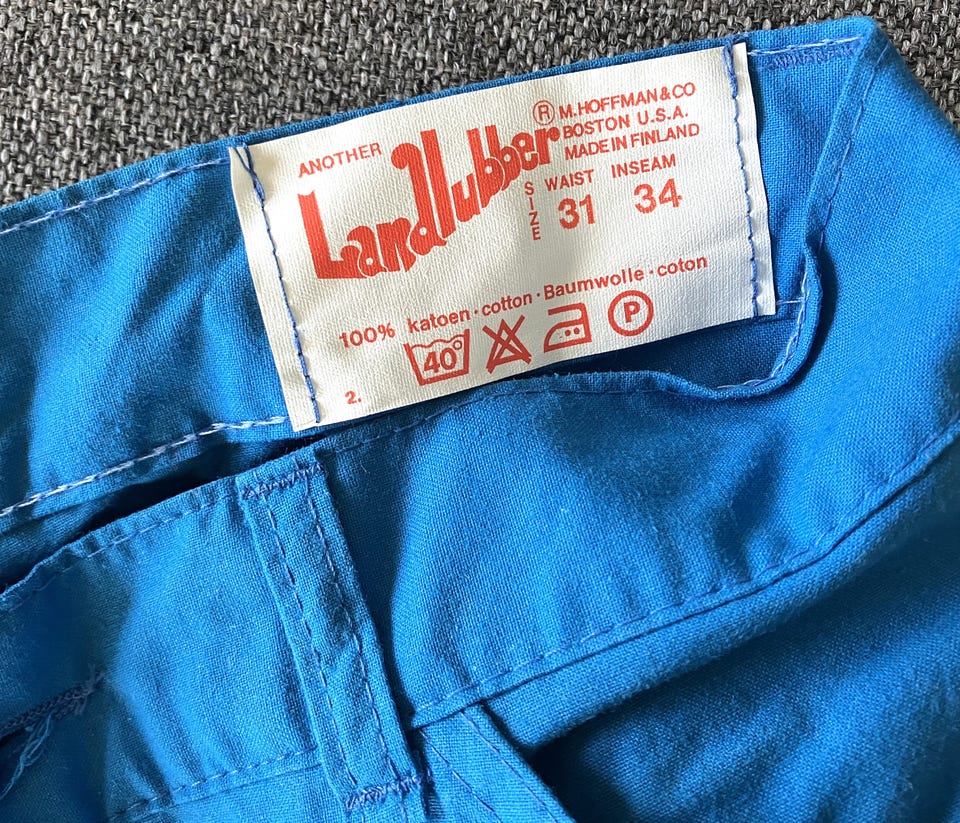 ANOTHER
Landlubber ®
M.HOFFMAN & CO
BOSTON U.S.A.
MADE IN FINLAND
SIZE
WAIST INSEAM
31 34
100% katoen · cotton · Baumwolle · coton
40° P
2.